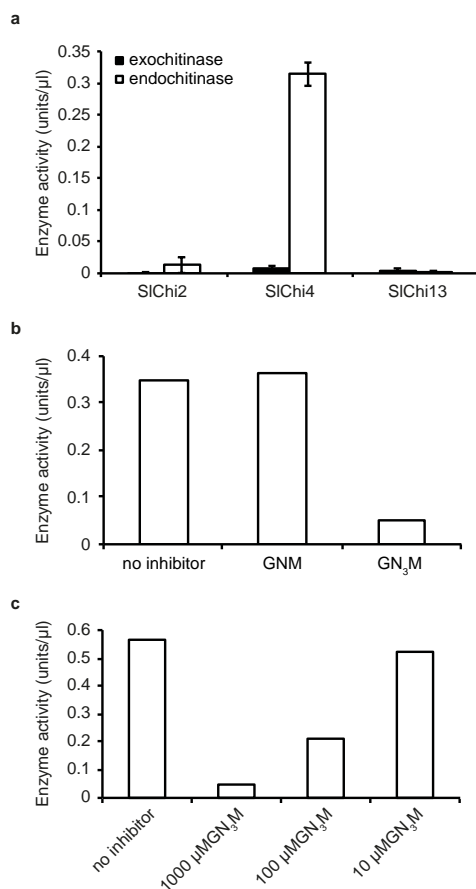 a
exochitinase
endochitinase
Enzyme activity (units/µl)
0.35
0.3
0.25
0.2
0.15
0.1
0.05
0
SlChi2 SlChi4 SlChi13
b
Enzyme activity (units/µl)
0.4
0.3
0.2
0.1
0
no inhibitor GNM GN₃M
c
Enzyme activity (units/µl)
0.6
0.5
0.4
0.3
0.2
0.1
0
no inhibitor
1000 µMGN₃M
100 µMGN₃M
10 µMGN₃M